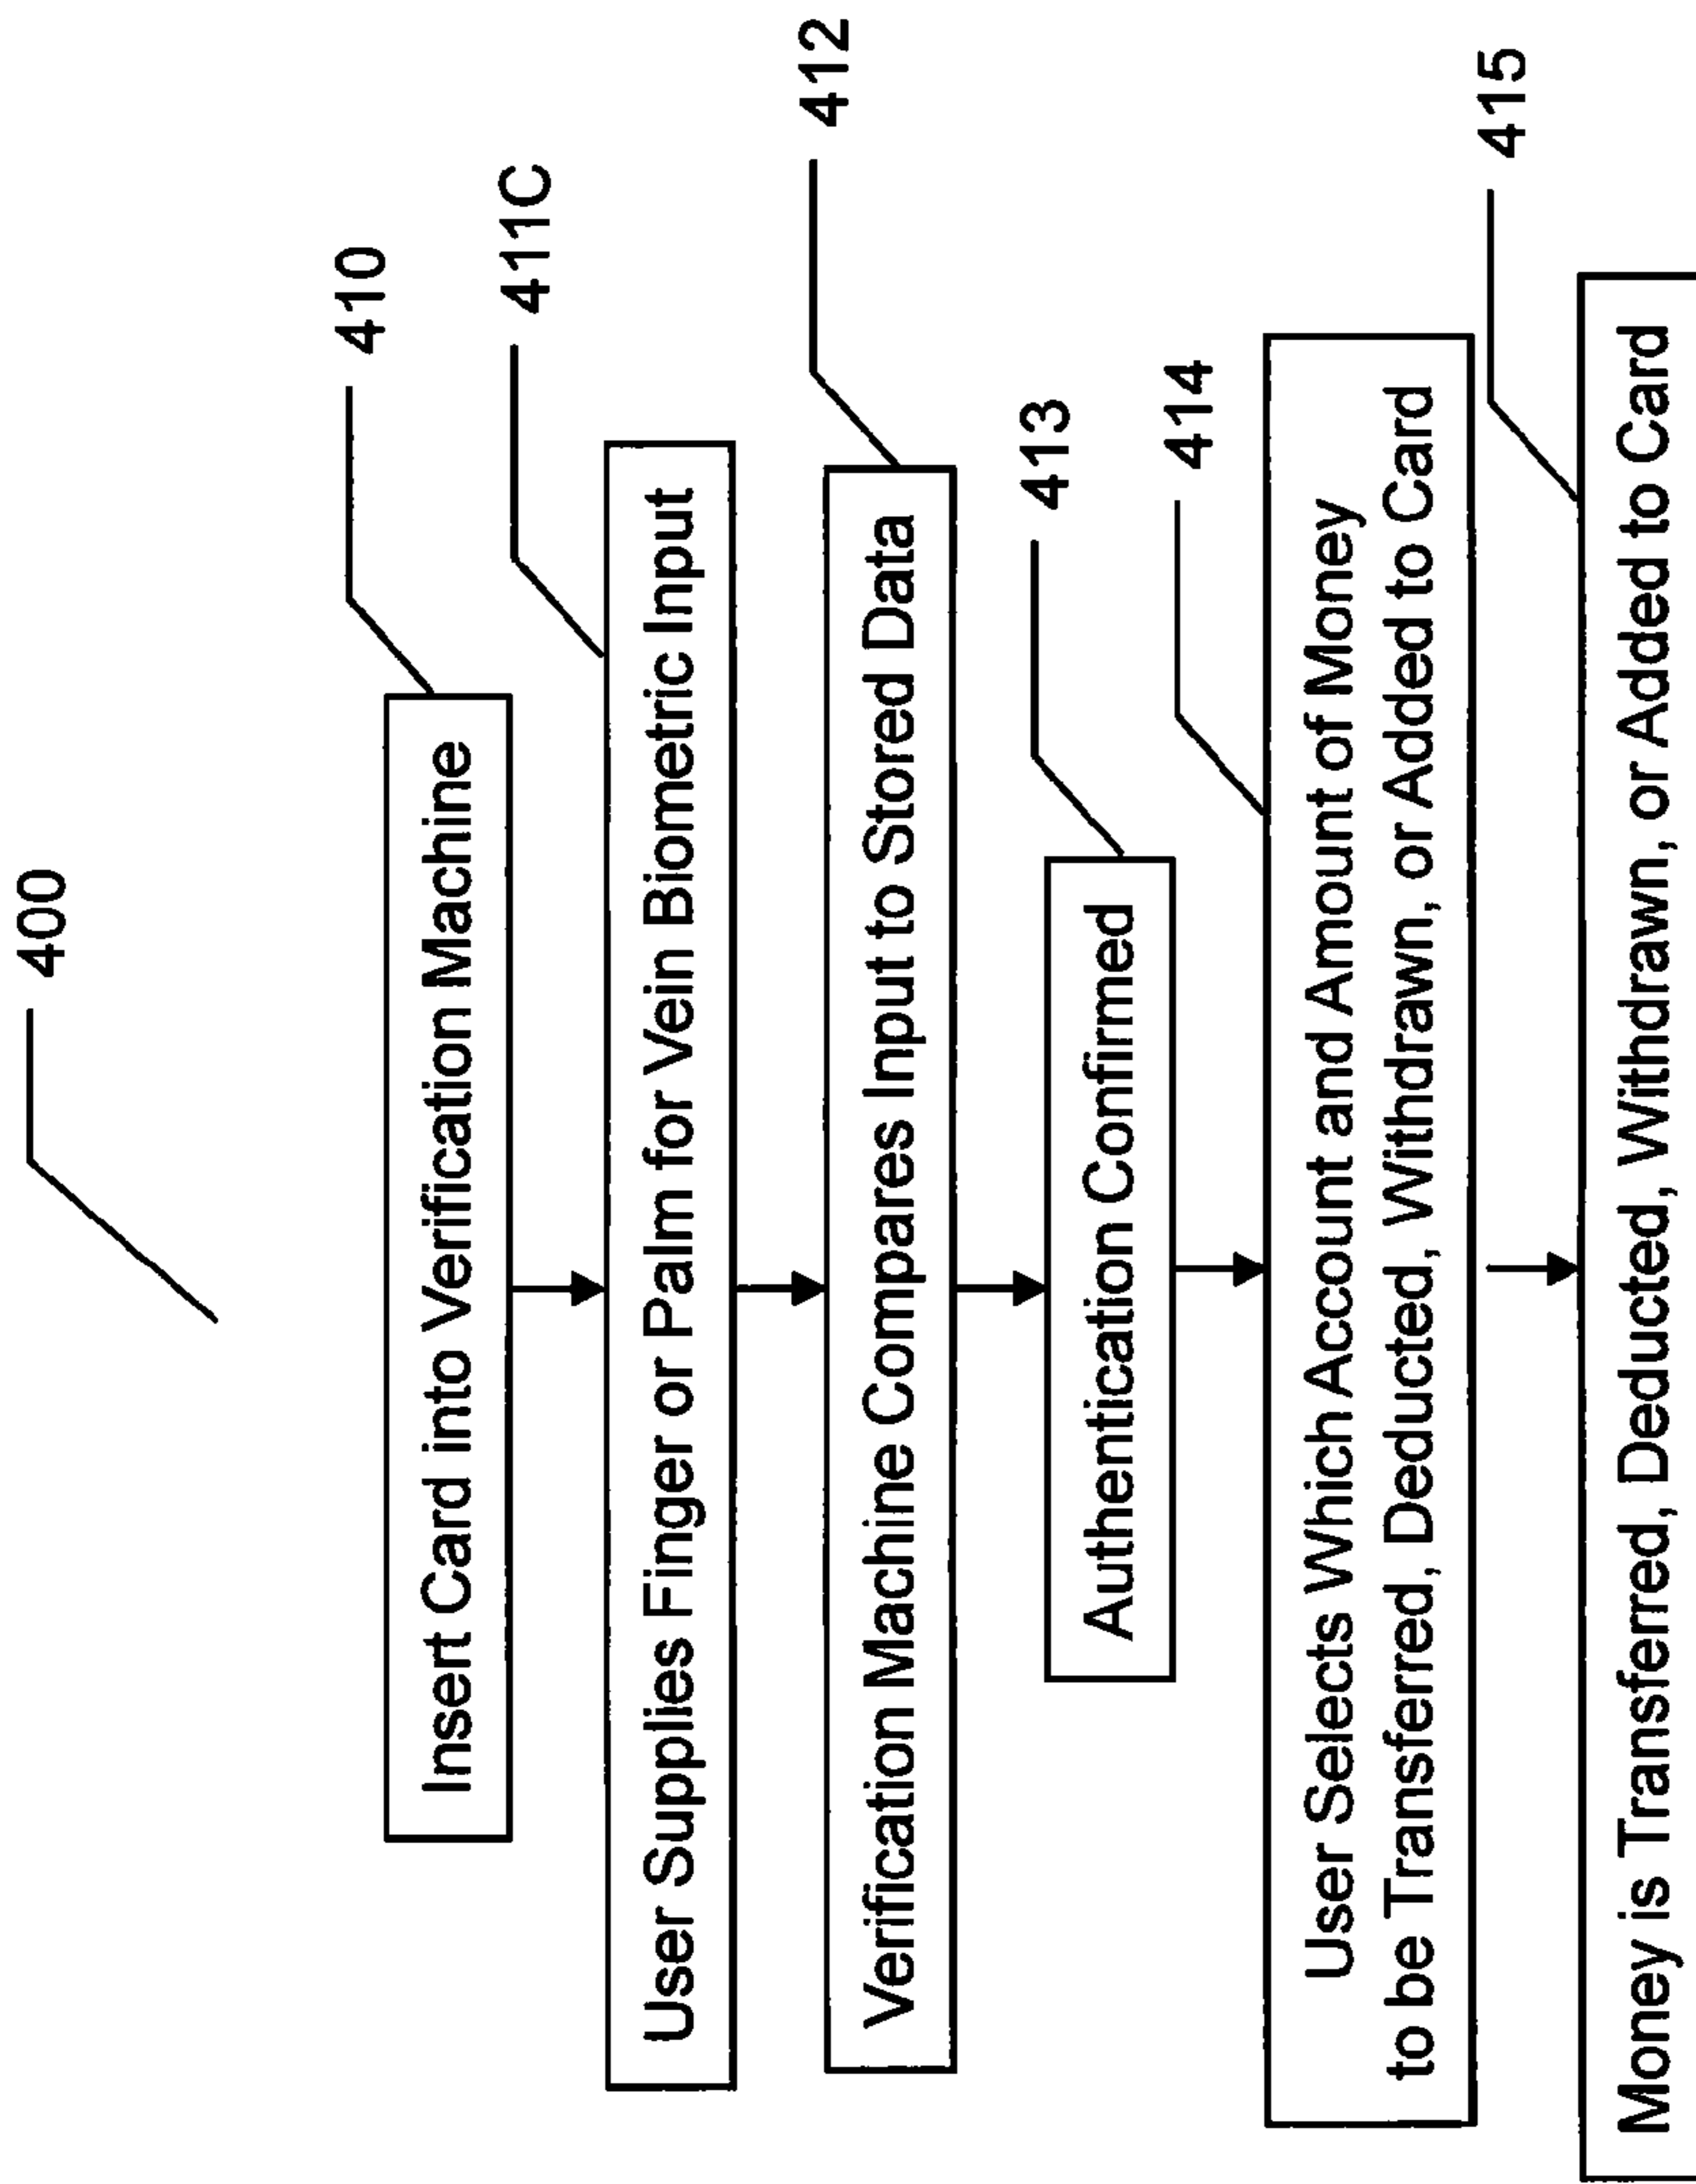 400
410
Insert Card into Verification Machine
411C
User Supplies Finger or Palm for Vein Biometric Input
412
Verification Machine Compares Input to Stored Data
413
Authentication Confirmed
414
User Selects Which Account and Amount of Money
to be Transferred, Deducted, Withdrawn, or Added to Card
415
Money is Transferred, Deducted, Withdrawn, or Added to Card